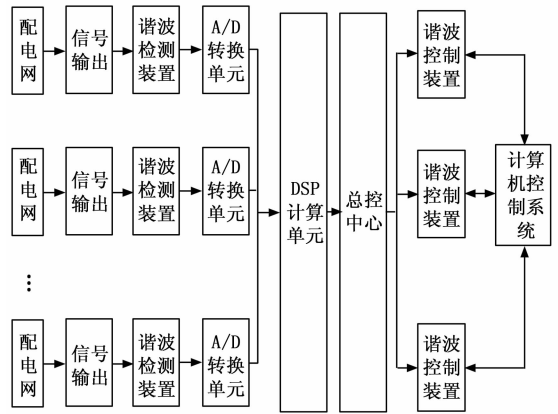 配
电
网
信号
输出
谐波
检测
装置
A/D
转换
单元
配
电
网
信号
输出
谐波
检测
装置
A/D
转换
单元
⋮
配
电
网
信号
输出
谐波
检测
装置
A/D
转换
单元
DSP
计算
单元
总控
中心
谐波
控制
装置
谐波
控制
装置
谐波
控制
装置
计算
机控
制系
统